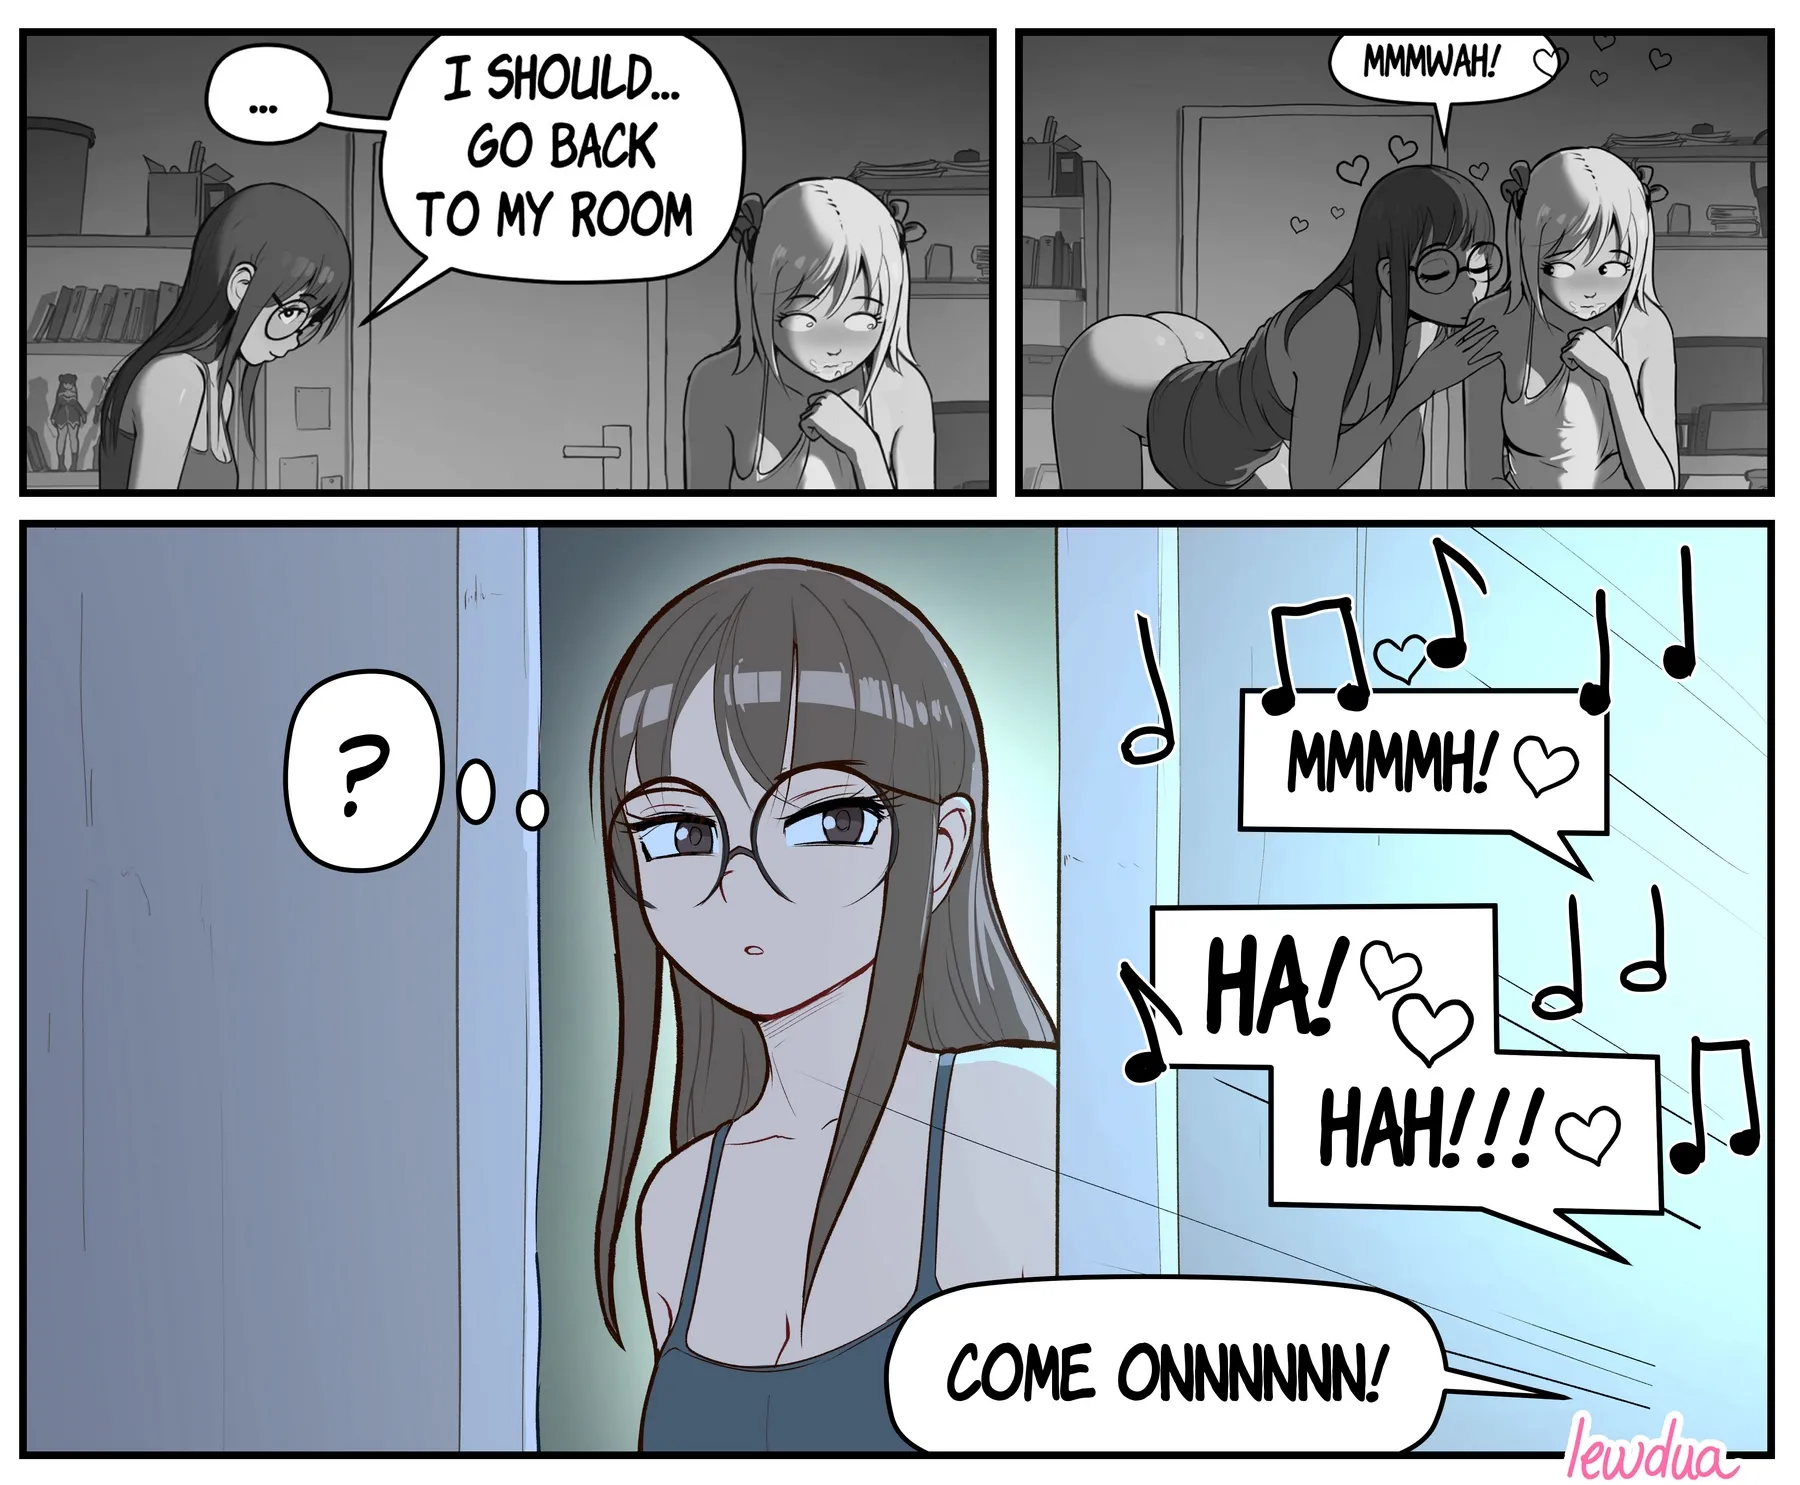 ...
I SHOULD...
GO BACK
TO MY ROOM
MMMWAH!
?
MMMMH!
HA!
HAH!!!
COME ONNNNNN!
lewdua